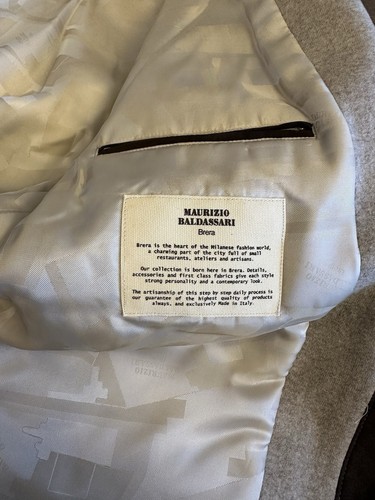 MAURIZIO
BALDASSARI
Brera
Brera is the heart of the Milanese fashion world,
a charming part of the city full of small
restaurants, ateliers and artisans.
Our collection is born here in Brera. Details,
accessories and first class fabrics give each style
strong personality and a contemporary look.
The artisanship of this step by step daily process is
our guarantee of the highest quality of products
always, and exclusively Made in Italy.